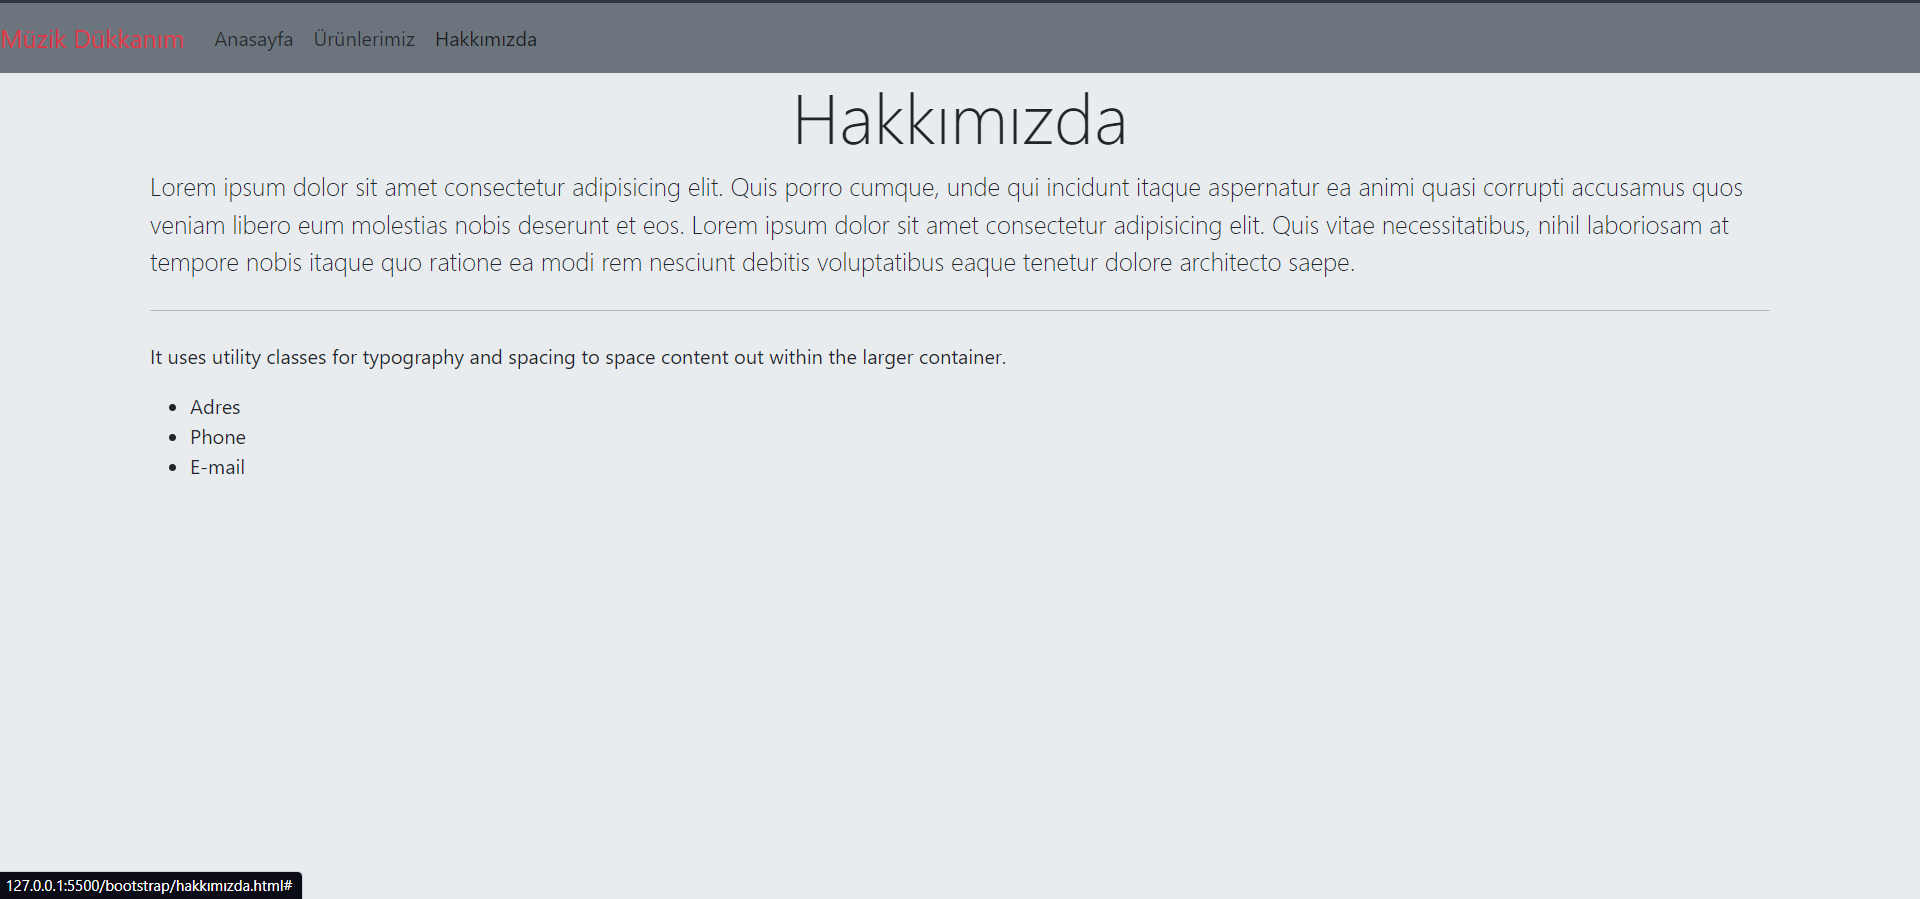 Müzik Dükkanım Anasayfa Ürünlerimiz Hakkımızda
Hakkımızda
Lorem ipsum dolor sit amet consectetur adipisicing elit. Quis porro cumque, unde qui incidunt itaque aspernatur ea animi quasi corrupti accusamus quos
veniam libero eum molestias nobis deserunt et eos. Lorem ipsum dolor sit amet consectetur adipisicing elit. Quis vitae necessitatibus, nihil laboriosam at
tempore nobis itaque quo ratione ea modi rem nesciunt debitis voluptatibus eaque tenetur dolore architecto saepe.
It uses utility classes for typography and spacing to space content out within the larger container.
• Adres
• Phone
• E-mail
127.0.0.1:5500/bootstrap/hakkımızda.html#